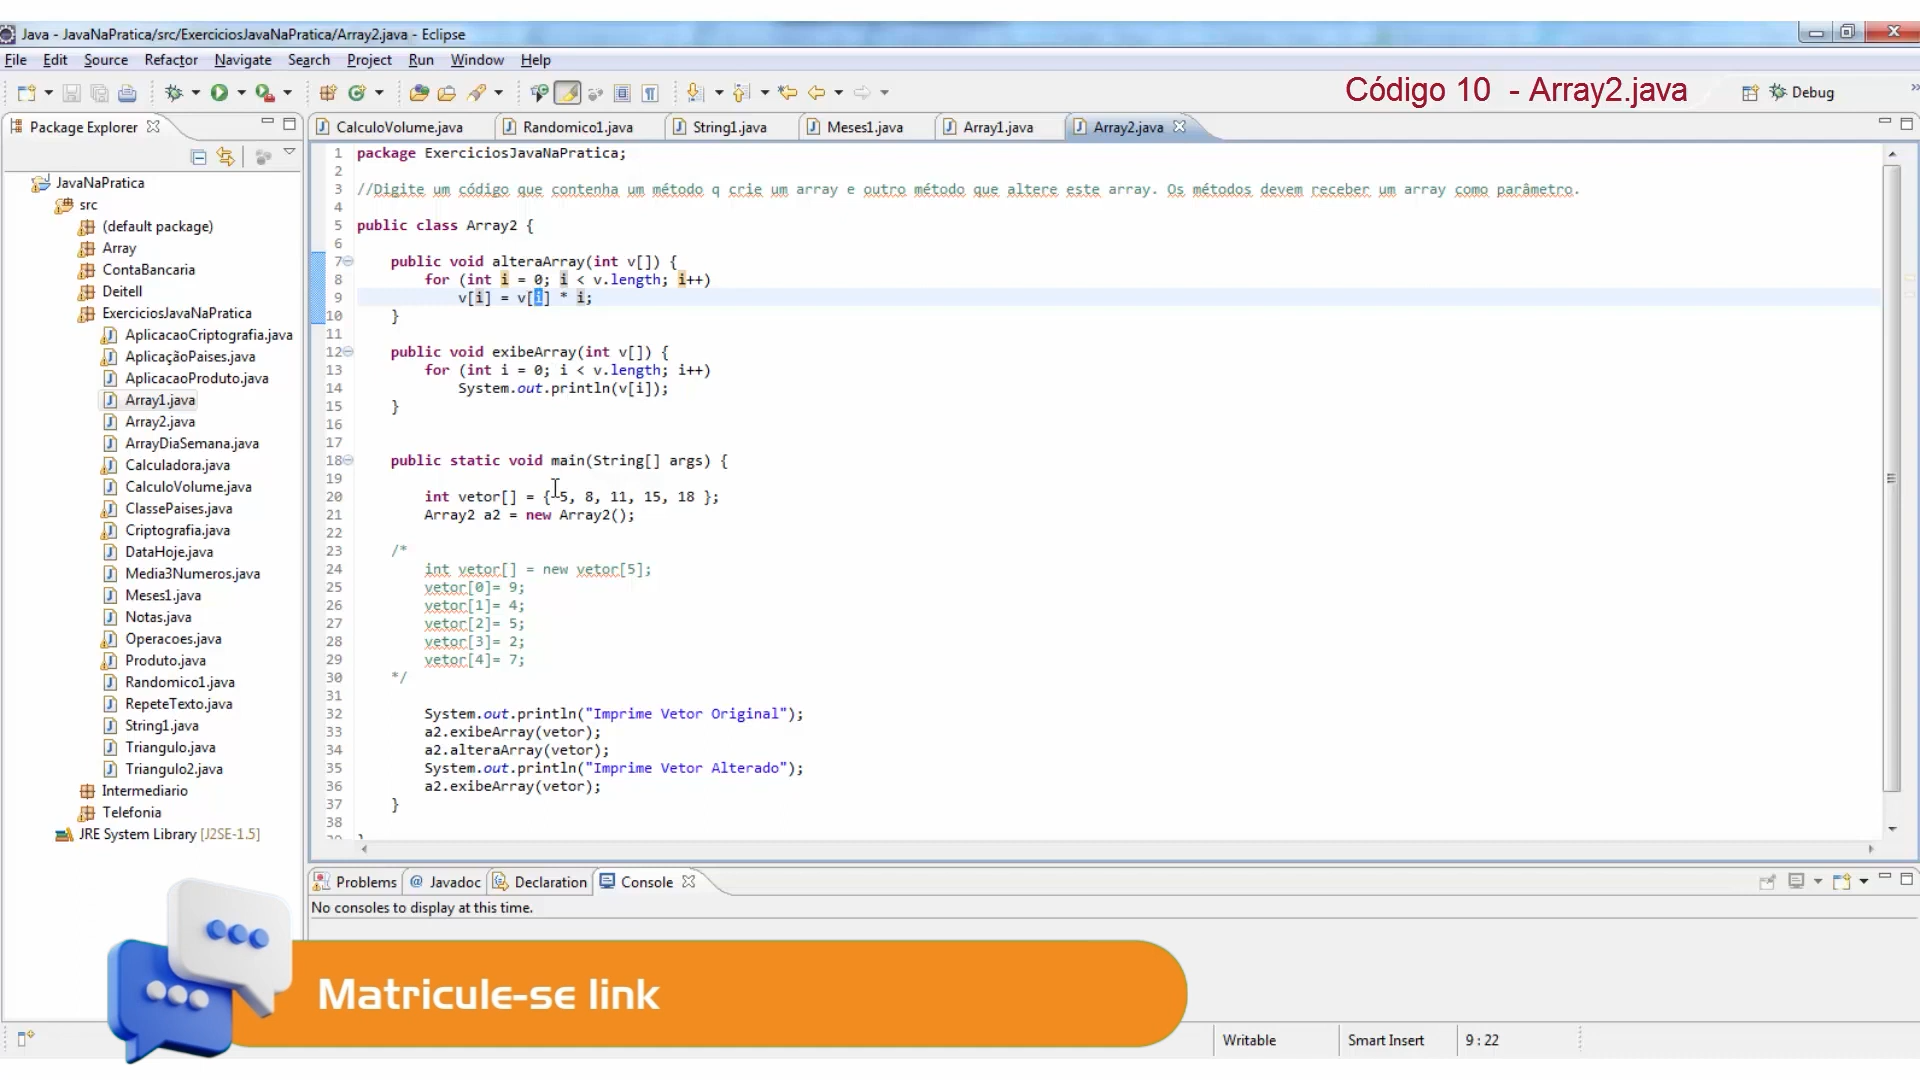 Java - JavaNaPratica/src/ExerciciosJavaNaPratica/Array2.java - Eclipse
File Edit Source Refactor Navigate Search Project Run Window Help
Código 10 - Array2.java
Debug
Package Explorer
CalculoVolume.java Randomico1.java String1.java Meses1.java Array1.java Array2.java
JavaNaPratica
src
(default package)
Array
ContaBancaria
Deitell
ExerciciosJavaNaPratica
AplicacaoCriptografia.java
AplicaçãoPaises.java
AplicacaoProduto.java
Array1.java
Array2.java
ArrayDiaSemana.java
Calculadora.java
CalculoVolume.java
ClassePaises.java
Criptografia.java
DataHoje.java
Media3Numeros.java
Meses1.java
Notas.java
Operacoes.java
Produto.java
Randomico1.java
RepeteTexto.java
String1.java
Triangulo.java
Triangulo2.java
Intermediario
Telefonia
JRE System Library [J2SE-1.5]
1 package ExerciciosJavaNaPratica;
2
3 //Digite um código que contenha um método q crie um array e outro método que altere este array. Os métodos devem receber um array como parâmetro.
4
5 public class Array2 {
6
7 public void alteraArray(int v[]) {
8 for (int i = 0; i < v.length; i++)
9 v[i] = v[i] * i;
10 }
11
12 public void exibeArray(int v[]) {
13 for (int i = 0; i < v.length; i++)
14 System.out.println(v[i]);
15 }
16
17
18 public static void main(String[] args) {
19
20 int vetor[] = { 5, 8, 11, 15, 18 };
21 Array2 a2 = new Array2();
22
23 /*
24 int vetor[] = new vetor[5];
25 vetor[0]= 9;
26 vetor[1]= 4;
27 vetor[2]= 5;
28 vetor[3]= 2;
29 vetor[4]= 7;
30 */
31
32 System.out.println("Imprime Vetor Original");
33 a2.exibeArray(vetor);
34 a2.alteraArray(vetor);
35 System.out.println("Imprime Vetor Alterado");
36 a2.exibeArray(vetor);
37 }
38
Problems @ Javadoc Declaration Console
No consoles to display at this time.
Matricule-se link
Writable Smart Insert 9 : 22